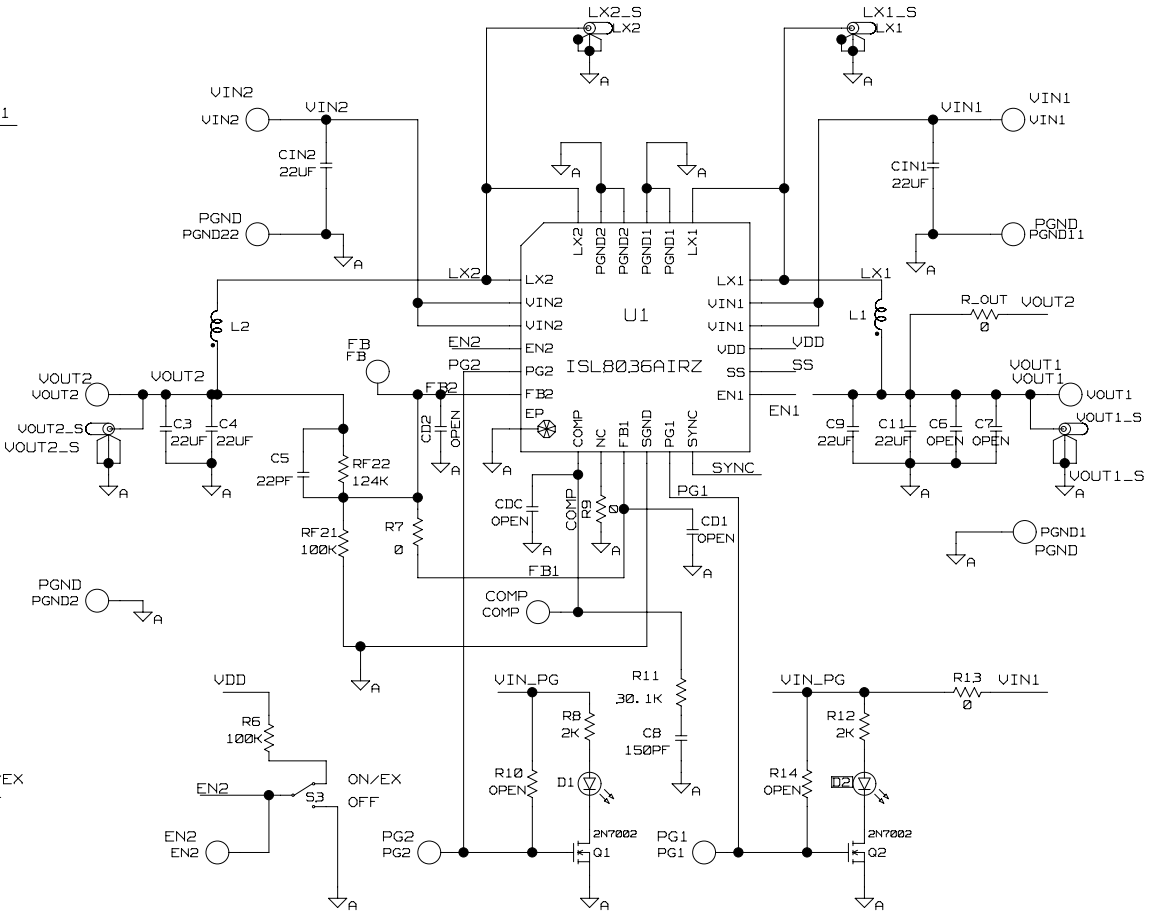 LX2_S
LX2
A
LX1_S
LX1
A
1
VIN2
VIN2
VIN2
CIN2
22UF
PGND
PGND22
A
VIN1
VIN1
VIN1
CIN1
22UF
PGND
PGND11
A
A
A
LX2
PGND2
PGND2
PGND1
PGND1
LX1
LX2
VIN2
VIN2
EN2
PG2
FB2
EP
U1
ISL8036AIRZ
LX1
VIN1
VIN1
VDD
SS
EN1
COMP
NC
FB1
SGND
PG1
SYNC
LX2
EN2
PG2
FB2
LX1
VDD
SS
EN1
SYNC
PG1
L2
FB
FB
VOUT2
VOUT2
VOUT2
VOUT2_S
VOUT2_S
C3
22UF
C4
22UF
A
A
C5
22PF
RF22
124K
CD2
OPEN
A
A
RF21
100K
R7
0
CDC
OPEN
A
COMP
R9
0
A
CD1
OPEN
A
FB1
L1
R_OUT
0
VOUT2
VOUT1
VOUT1
VOUT1
C9
22UF
C11
22UF
C6
OPEN
C7
OPEN
VOUT1_S
VOUT1_S
A
A
PGND1
PGND
A
PGND
PGND2
A
COMP
COMP
A
VDD
R6
100K
EN2
S3
ON/EX
OFF
EN2
EN2
A
/EX
VIN_PG
R8
2K
R10
OPEN
D1
2N7002
Q1
PG2
PG2
A
R11
30.1K
C8
150PF
A
VIN_PG
R13
0
VIN1
R12
2K
R14
OPEN
D2
2N7002
Q2
PG1
PG1
A